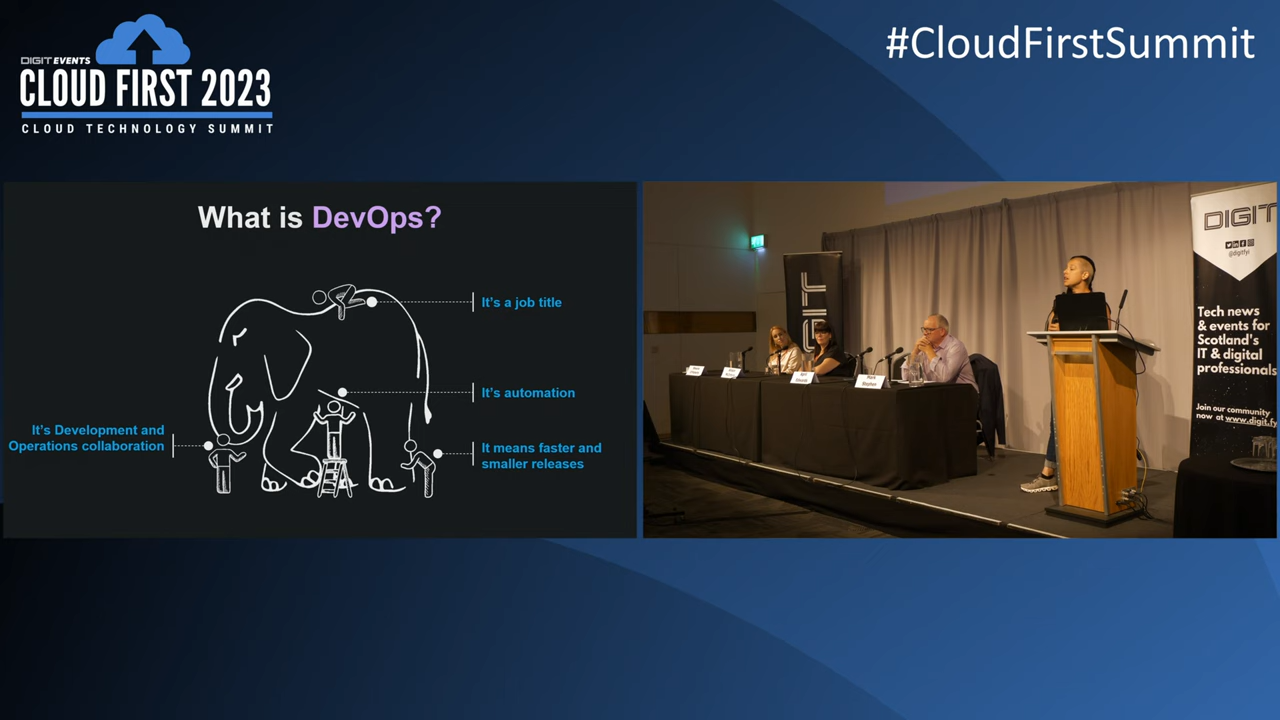 DIGIT EVENTS
CLOUD FIRST 2023
CLOUD TECHNOLOGY SUMMIT
#CloudFirstSummit
What is DevOps?
It's a job title
It's automation
It's Development and
Operations collaboration
It means faster and
smaller releases
DIGIT
@digitfyi
Tech news
& events for
Scotland's
IT & digital
professionals
Join our community
now at www.digit.fy
Mark
Stephen